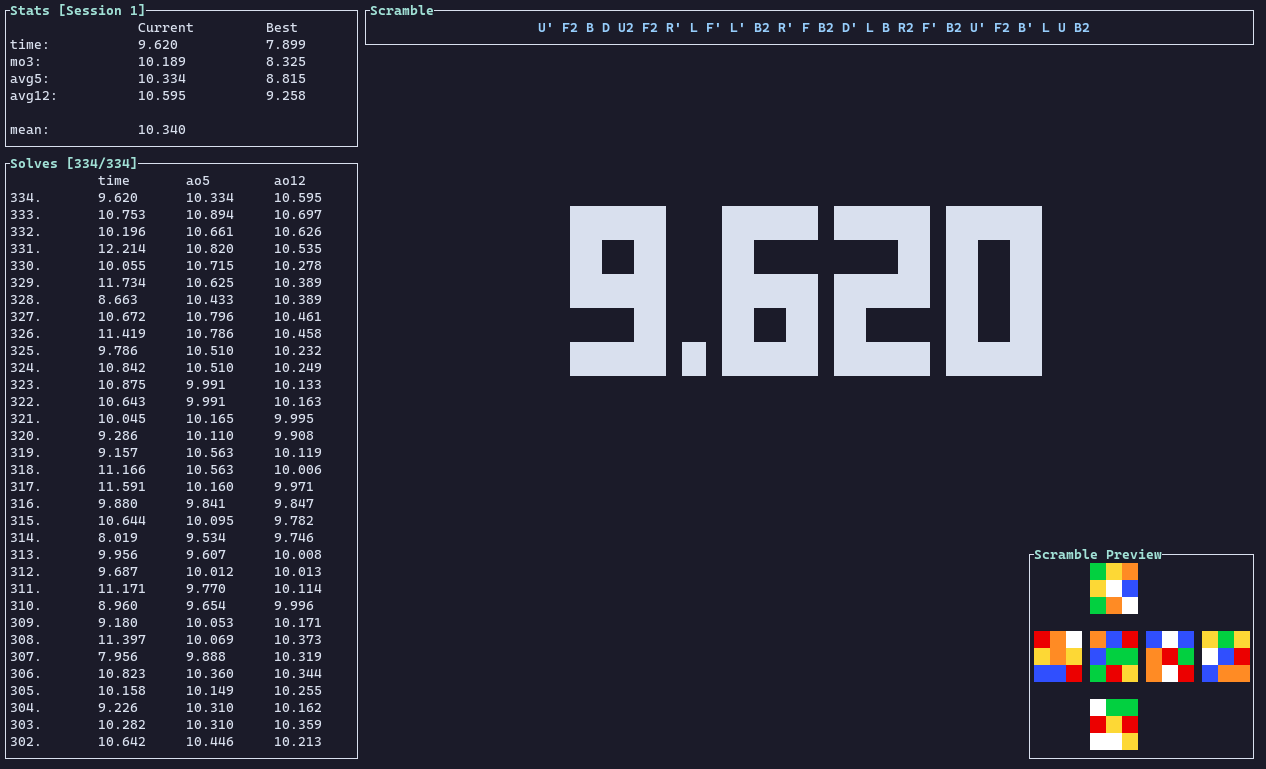 Stats [Session 1]
Current Best
time: 9.620 7.899
mo3: 10.189 8.325
avg5: 10.334 8.815
avg12: 10.595 9.258
mean: 10.340
Scramble
U' F2 B D U2 F2 R' L F' L' B2 R' F B2 D' L B R2 F' B2 U' F2 B' L U B2
Solves [334/334]
time ao5 ao12
334. 9.620 10.334 10.595
333. 10.753 10.894 10.697
332. 10.196 10.661 10.626
331. 12.214 10.820 10.535
330. 10.055 10.715 10.278
329. 11.734 10.625 10.389
328. 8.663 10.433 10.389
327. 10.672 10.796 10.461
326. 11.419 10.786 10.458
325. 9.786 10.510 10.232
324. 10.842 10.510 10.249
323. 10.875 9.991 10.133
322. 10.643 9.991 10.163
321. 10.045 10.165 9.995
320. 9.286 10.110 9.908
319. 9.157 10.563 10.119
318. 11.166 10.563 10.006
317. 11.591 10.160 9.971
316. 9.880 9.841 9.847
315. 10.644 10.095 9.782
314. 8.019 9.534 9.746
313. 9.956 9.607 10.008
312. 9.687 10.012 10.013
311. 11.171 9.770 10.114
310. 8.960 9.654 9.996
309. 9.180 10.053 10.171
308. 11.397 10.069 10.373
307. 7.956 9.888 10.319
306. 10.823 10.360 10.344
305. 10.158 10.149 10.255
304. 9.226 10.310 10.162
303. 10.282 10.310 10.359
302. 10.642 10.446 10.213
9.620
Scramble Preview